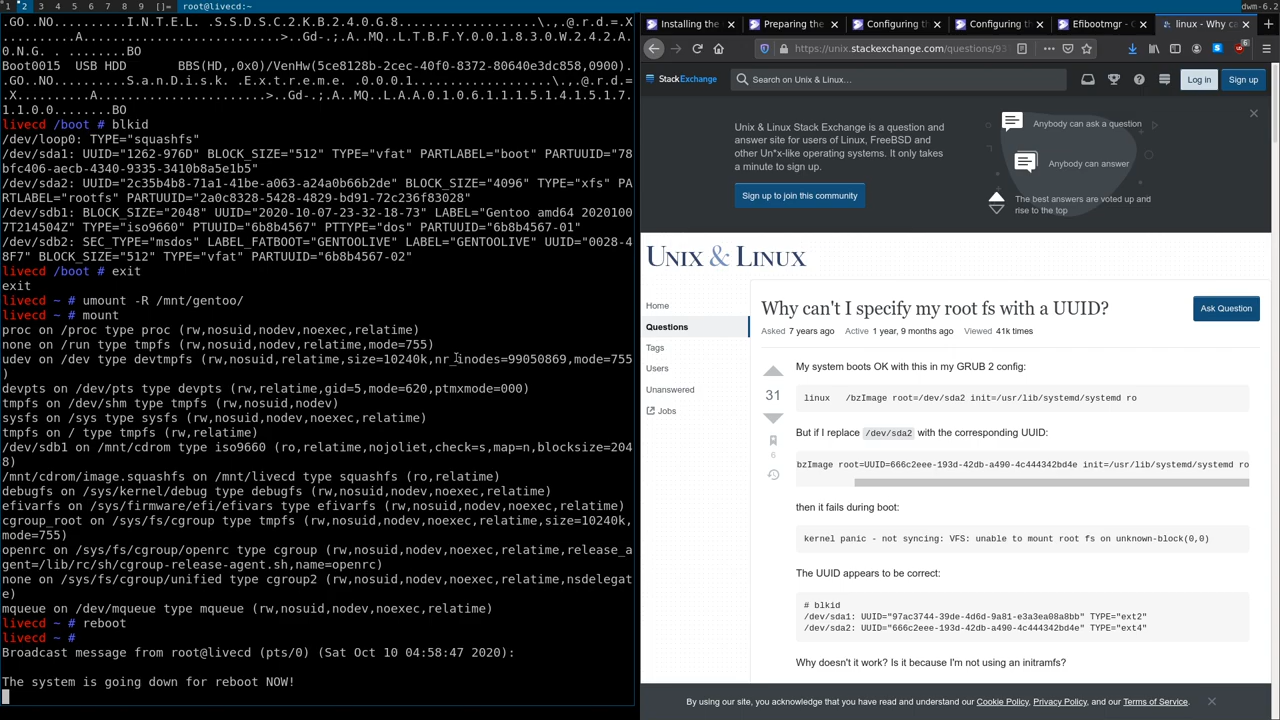 1 2 3 4 5 6 7 8 9 []= root@livecd:~ dwm-6.2
.GO..NO..........I.N.T.E.L. .S.S.D.S.C.2.K.B.2.4.0.G.8....................\...,..@.r.d.=.X
..........A.............................>..Gd-.;.A..MQ..L.T.B.F.Y.0.0.1.8.3.0.W.2.4.2.A.
0.N.G. . ........BO
Boot0015 USB HDD BBS(HD,,0x0)/VenHw(5ce8128b-2cec-40f0-8372-80640e3dc858,0900).
.GO..NO..........S.a.n.D.i.s.k. .E.x.t.r.e.m.e. .0.0.0.1...................\...,..@.r.d.=
.X..........A.............................>..Gd-.;.A..MQ..L.A.A.0.1.0.6.1.1.1.5.1.4.1.5.1.7.
1.1.0.0........BO
livecd /boot # blkid
/dev/loop0: TYPE="squashfs"
/dev/sda1: UUID="1262-976D" BLOCK_SIZE="512" TYPE="vfat" PARTLABEL="boot" PARTUUID="78
bfc406-aecb-4340-9335-3410b8a5e1b5"
/dev/sda2: UUID="2c35b4b8-71a1-41be-a063-a24a0b66b2de" BLOCK_SIZE="4096" TYPE="xfs" PA
RTLABEL="rootfs" PARTUUID="2a0c8328-5428-4829-bd91-72c236f83028"
/dev/sdb1: BLOCK_SIZE="2048" UUID="2020-10-07-23-32-18-73" LABEL="Gentoo amd64 2020100
7T214504Z" TYPE="iso9660" PTUUID="6b8b4567" PTTYPE="dos" PARTUUID="6b8b4567-01"
/dev/sdb2: SEC_TYPE="msdos" LABEL_FATBOOT="GENTOOLIVE" LABEL="GENTOOLIVE" UUID="0028-4
8F7" BLOCK_SIZE="512" TYPE="vfat" PARTUUID="6b8b4567-02"
livecd /boot # exit
exit
livecd ~ # umount -R /mnt/gentoo/
livecd ~ # mount
proc on /proc type proc (rw,nosuid,nodev,noexec,relatime)
none on /run type tmpfs (rw,nosuid,nodev,relatime,mode=755)
udev on /dev type devtmpfs (rw,nosuid,relatime,size=10240k,nr_inodes=99050869,mode=755
)
devpts on /dev/pts type devpts (rw,relatime,gid=5,mode=620,ptmxmode=000)
tmpfs on /dev/shm type tmpfs (rw,nosuid,nodev)
sysfs on /sys type sysfs (rw,nosuid,nodev,noexec,relatime)
tmpfs on / type tmpfs (rw,relatime)
/dev/sdb1 on /mnt/cdrom type iso9660 (ro,relatime,nojoliet,check=s,map=n,blocksize=204
8)
/mnt/cdrom/image.squashfs on /mnt/livecd type squashfs (ro,relatime)
debugfs on /sys/kernel/debug type debugfs (rw,nosuid,nodev,noexec,relatime)
efivarfs on /sys/firmware/efi/efivars type efivarfs (rw,nosuid,nodev,noexec,relatime)
cgroup_root on /sys/fs/cgroup type tmpfs (rw,nosuid,nodev,noexec,relatime,size=10240k,
mode=755)
openrc on /sys/fs/cgroup/openrc type cgroup (rw,nosuid,nodev,noexec,relatime,release_a
gent=/lib/rc/sh/cgroup-release-agent.sh,name=openrc)
none on /sys/fs/cgroup/unified type cgroup2 (rw,nosuid,nodev,noexec,relatime,nsdelegat
e)
mqueue on /dev/mqueue type mqueue (rw,nosuid,nodev,noexec,relatime)
livecd ~ # reboot
livecd ~ #
Broadcast message from root@livecd (pts/0) (Sat Oct 10 04:58:47 2020):
The system is going down for reboot NOW!
Installing the Preparing the Configuring t Configuring th Efibootmgr - G linux - Why ca
https://unix.stackexchange.com/questions/93
6
StackExchange Search on Unix & Linux… Log in Sign up
Unix & Linux Stack Exchange is a question and
answer site for users of Linux, FreeBSD and
other Un*x-like operating systems. It only takes
a minute to sign up.
Sign up to join this community
Anybody can ask a question
Anybody can answer
The best answers are voted up and
rise to the top
UNIX & LINUX
Home
Questions
Tags
Users
Unanswered
Jobs
Why can't I specify my root fs with a UUID?
Ask Question
Asked 7 years ago Active 1 year, 9 months ago Viewed 41k times
31
6
My system boots OK with this in my GRUB 2 config:
linux /bzImage root=/dev/sda2 init=/usr/lib/systemd/systemd ro
But if I replace /dev/sda2 with the corresponding UUID:
bzImage root=UUID=666c2eee-193d-42db-a490-4c444342bd4e init=/usr/lib/systemd/systemd ro
then it fails during boot:
kernel panic - not syncing: VFS: unable to mount root fs on unknown-block(0,0)
The UUID appears to be correct:
# blkid
/dev/sda1: UUID="97ac3744-39de-4d6d-9a81-e3a3ea08a8bb" TYPE="ext2"
/dev/sda2: UUID="666c2eee-193d-42db-a490-4c444342bd4e" TYPE="ext4"
Why doesn't it work? Is it because I'm not using an initramfs?
By using our site, you acknowledge that you have read and understand our Cookie Policy, Privacy Policy, and our Terms of Service.